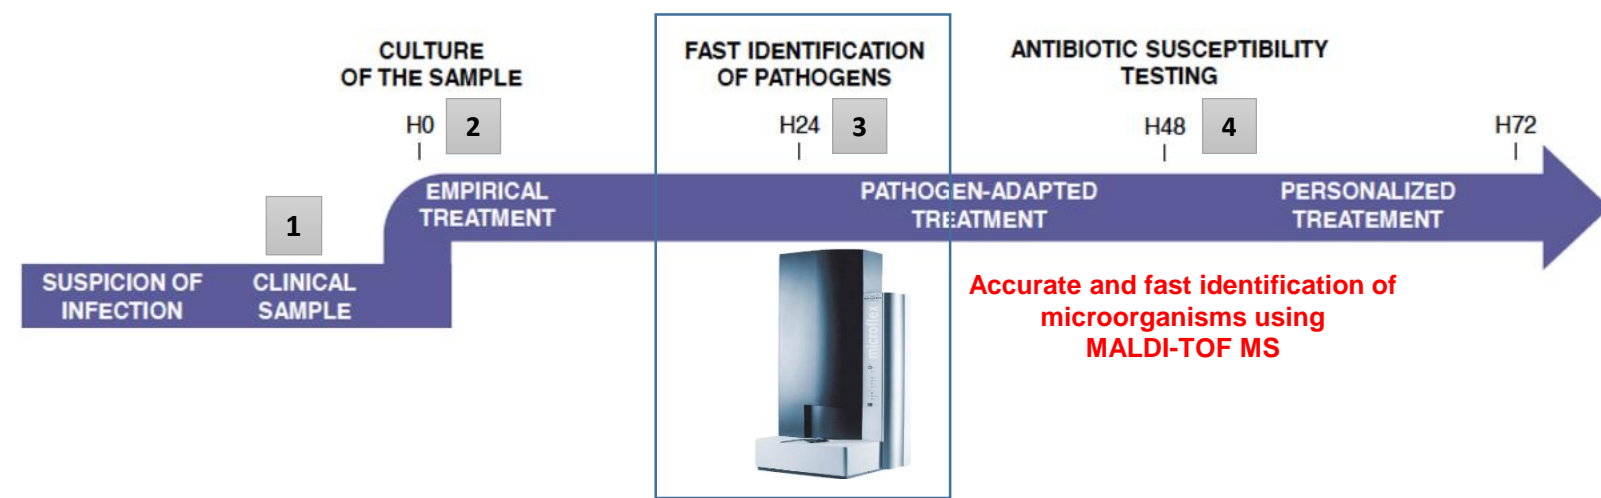 CULTURE
OF THE SAMPLE
H0
2
FAST IDENTIFICATION
OF PATHOGENS
H24
3
ANTIBIOTIC SUSCEPTIBILITY
TESTING
H48
4
H72
1
SUSPICION OF
INFECTION
CLINICAL
SAMPLE
EMPIRICAL
TREATMENT
PATHOGEN-ADAPTED
TREATMENT
PERSONALIZED
TREATEMENT
microflex
Accurate and fast identification of
microorganisms using
MALDI-TOF MS